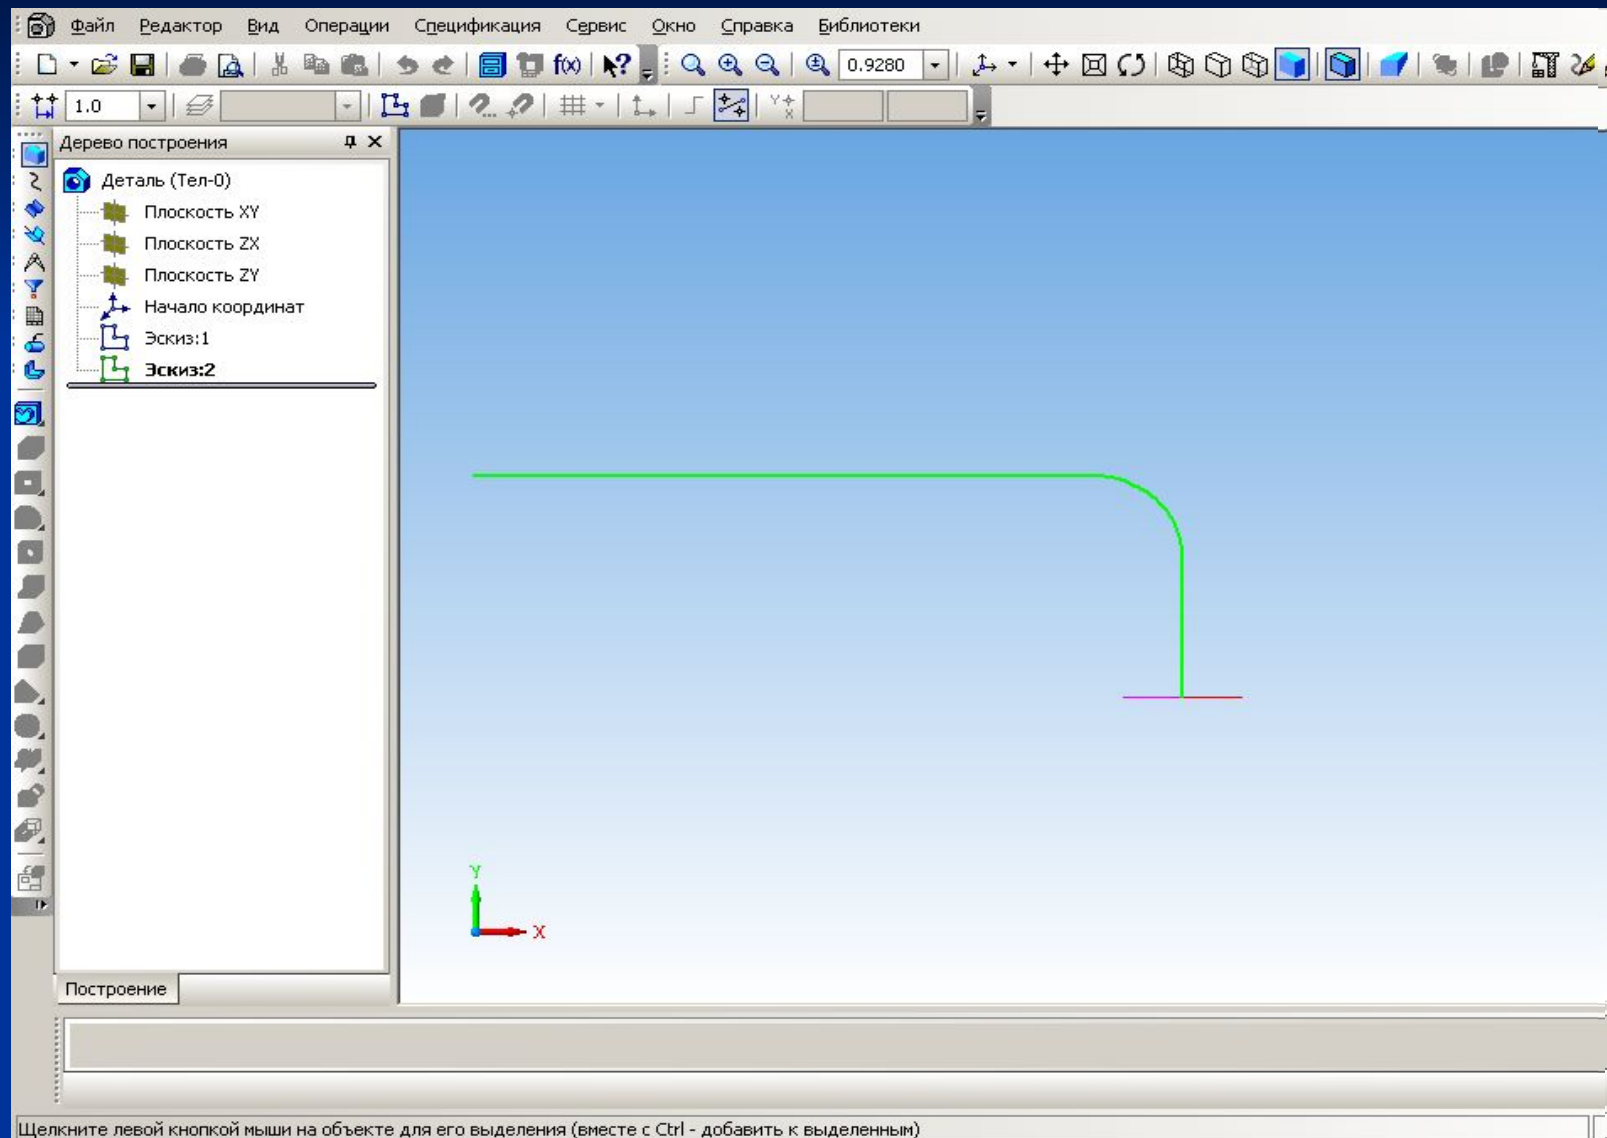 Файл Редактор Вид Операции Спецификация Сервис Окно Справка Библиотеки
f(x) 0.9280
1.0
Дерево построения
Деталь (Тел-0)
Плоскость XY
Плоскость ZX
Плоскость ZY
Начало координат
Эскиз:1
Эскиз:2
Y
X
Построение
Щелкните левой кнопкой мыши на объекте для его выделения (вместе с Ctrl - добавить к выделенным)